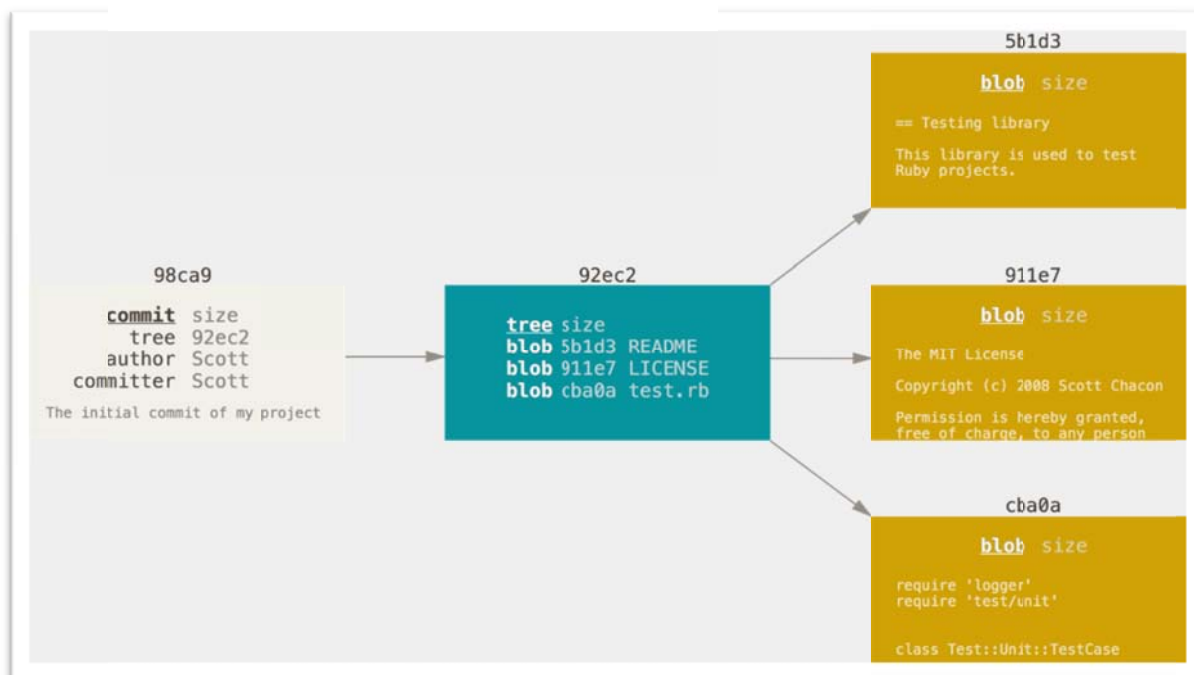 98ca9
commit size
tree 92ec2
author Scott
committer Scott
The initial commit of my project
92ec2
tree size
blob 5b1d3 README
blob 911e7 LICENSE
blob cba0a test.rb
5b1d3
blob size
== Testing library
This library is used to test
Ruby projects.
911e7
blob size
The MIT License
Copyright (c) 2008 Scott Chacon
Permission is hereby granted,
free of charge, to any person
cba0a
blob size
require 'logger'
require 'test/unit'
class Test::Unit::TestCase